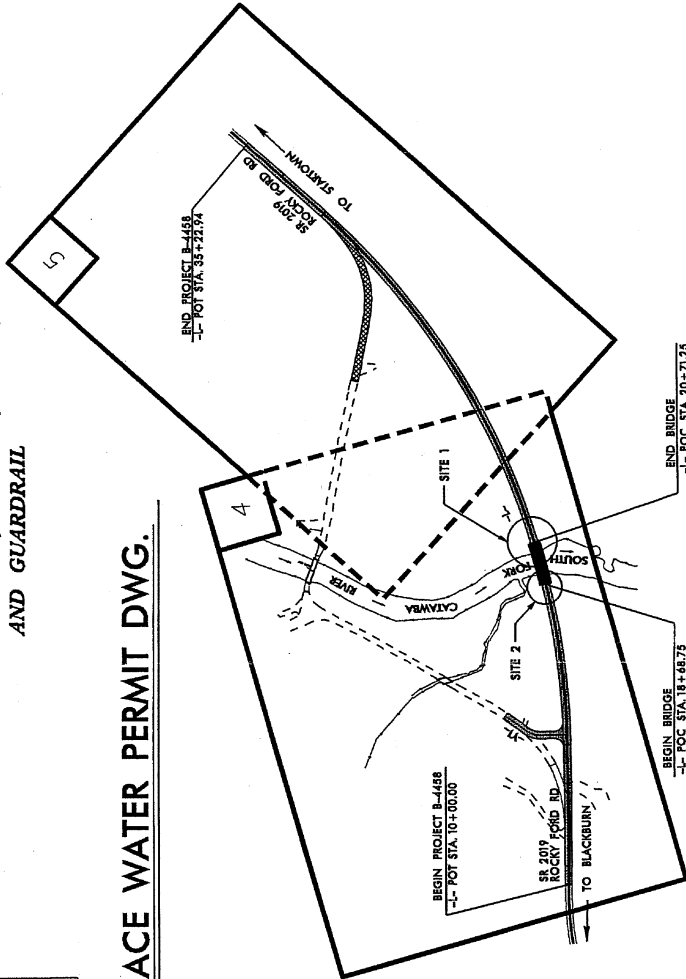 AND GUARDRAIL
ACE WATER PERMIT DWG.
5
END PROJECT B-4458
-L- POT STA. 35+22.94
SR 2019
ROCKY FORD RD
TO STARTOWN
4
SITE 1
-L-
END BRIDGE
-L- POC STA. 20+71.25
RIVER
CATAWBA
FORK
SOUTH
SITE 2
-Y1-
BEGIN BRIDGE
-L- POC STA. 18+68.75
BEGIN PROJECT B-4458
-L- POT STA. 10+00.00
SR 2019
ROCKY FORD RD
TO BLACKBURN